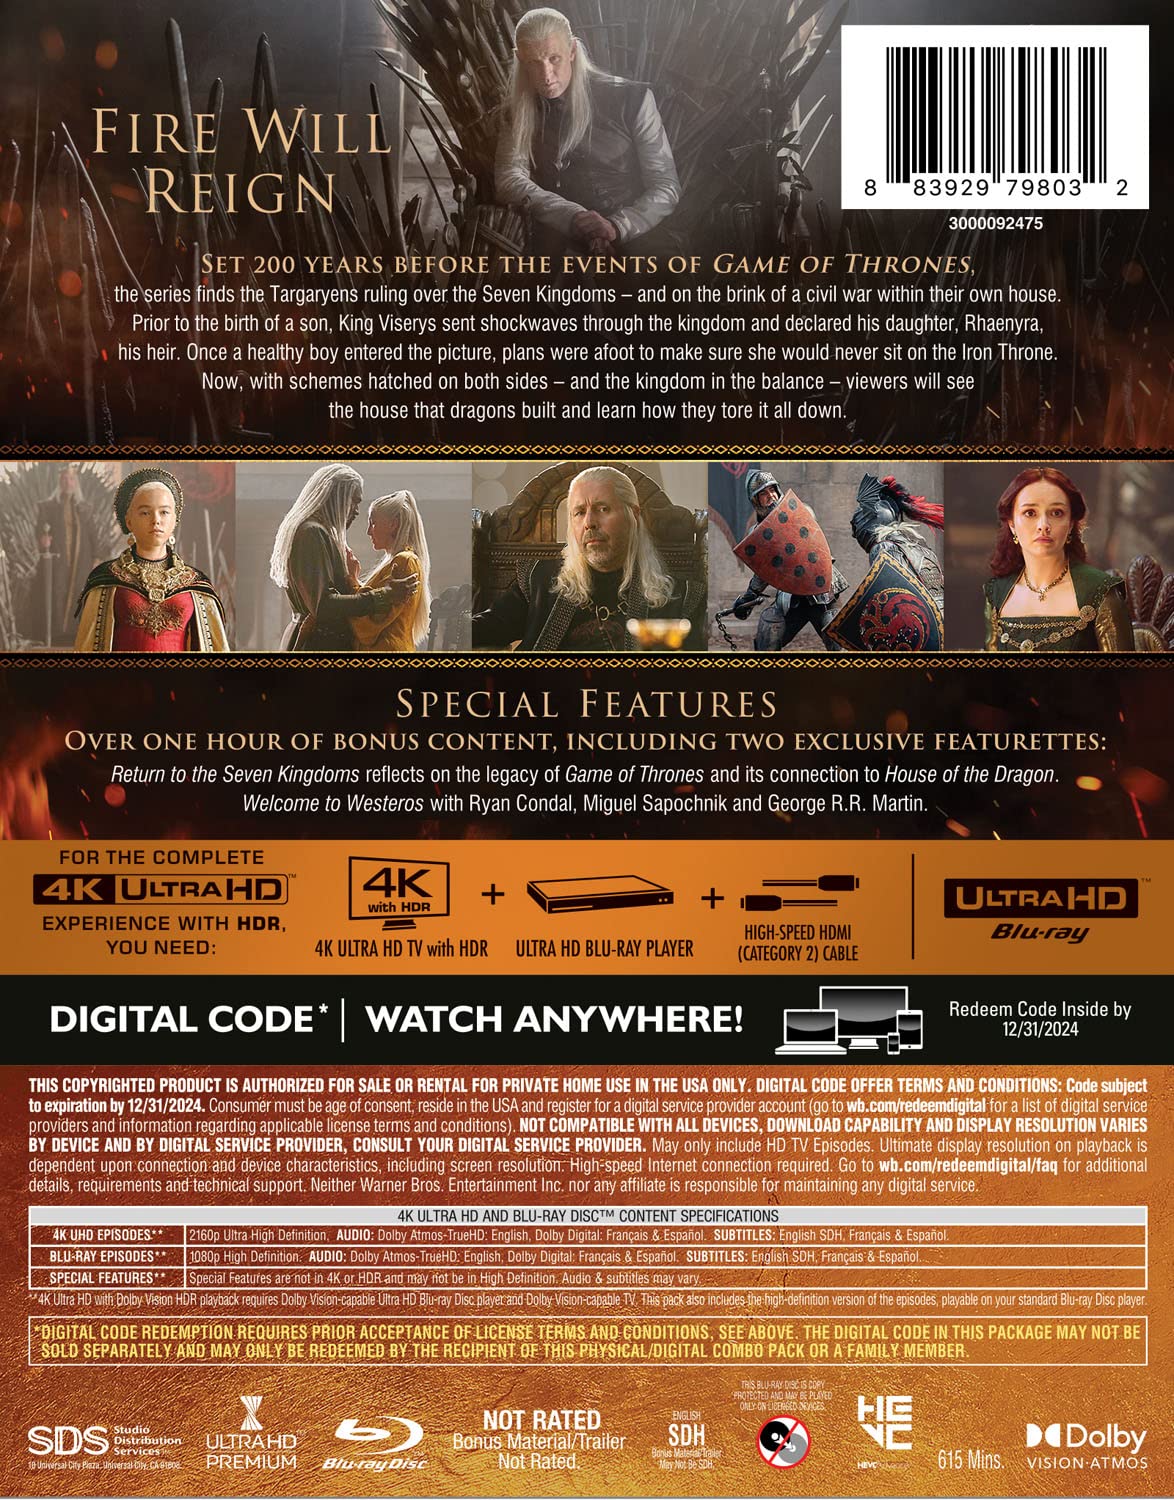 FIRE WILL
REIGN
8 83929 79803 2
3000092475
SET 200 YEARS BEFORE THE EVENTS OF GAME OF THRONES,
the series finds the Targaryens ruling over the Seven Kingdoms – and on the brink of a civil war within their own house.
Prior to the birth of a son, King Viserys sent shockwaves through the kingdom and declared his daughter, Rhaenyra,
his heir. Once a healthy boy entered the picture, plans were afoot to make sure she would never sit on the Iron Throne.
Now, with schemes hatched on both sides – and the kingdom in the balance – viewers will see
the house that dragons built and learn how they tore it all down.
SPECIAL FEATURES
OVER ONE HOUR OF BONUS CONTENT, INCLUDING TWO EXCLUSIVE FEATURETTES:
Return to the Seven Kingdoms reflects on the legacy of Game of Thrones and its connection to House of the Dragon.
Welcome to Westeros with Ryan Condal, Miguel Sapochnik and George R.R. Martin.
FOR THE COMPLETE
4K ULTRA HD™
EXPERIENCE WITH HDR,
YOU NEED:
4K
with HDR
4K ULTRA HD TV with HDR
+
ULTRA HD BLU-RAY PLAYER
+
HIGH-SPEED HDMI
(CATEGORY 2) CABLE
ULTRA HD™
Blu-ray
DIGITAL CODE* | WATCH ANYWHERE!
Redeem Code Inside by
12/31/2024
THIS COPYRIGHTED PRODUCT IS AUTHORIZED FOR SALE OR RENTAL FOR PRIVATE HOME USE IN THE USA ONLY. DIGITAL CODE OFFER TERMS AND CONDITIONS: Code subject
to expiration by 12/31/2024. Consumer must be age of consent, reside in the USA and register for a digital service provider account (go to wb.com/redeemdigital for a list of digital service
providers and information regarding applicable license terms and conditions). NOT COMPATIBLE WITH ALL DEVICES, DOWNLOAD CAPABILITY AND DISPLAY RESOLUTION VARIES
BY DEVICE AND BY DIGITAL SERVICE PROVIDER, CONSULT YOUR DIGITAL SERVICE PROVIDER. May only include HD TV Episodes. Ultimate display resolution on playback is
dependent upon connection and device characteristics, including screen resolution. High-speed Internet connection required. Go to wb.com/redeemdigital/faq for additional
details, requirements and technical support. Neither Warner Bros. Entertainment Inc. nor any affiliate is responsible for maintaining any digital service.
4K ULTRA HD AND BLU-RAY DISC™ CONTENT SPECIFICATIONS
4K UHD EPISODES** 2160p Ultra High Definition, AUDIO: Dolby Atmos-TrueHD: English, Dolby Digital: Français & Español. SUBTITLES: English SDH, Français & Español.
BLU-RAY EPISODES** 1080p High Definition. AUDIO: Dolby Atmos-TrueHD: English, Dolby Digital: Français & Español. SUBTITLES: English SDH, Français & Español.
SPECIAL FEATURES** Special Features are not in 4K or HDR and may not be in High Definition. Audio & subtitles may vary.
**4K Ultra HD with Dolby Vision HDR playback requires Dolby Vision-capable Ultra HD Blu-ray Disc player and Dolby Vision-capable TV. This pack also includes the high-definition version of the episodes, playable on your standard Blu-ray Disc player.
*DIGITAL CODE REDEMPTION REQUIRES PRIOR ACCEPTANCE OF LICENSE TERMS AND CONDITIONS, SEE ABOVE. THE DIGITAL CODE IN THIS PACKAGE MAY NOT BE
SOLD SEPARATELY AND MAY ONLY BE REDEEMED BY THE RECIPIENT OF THIS PHYSICAL/DIGITAL COMBO PACK OR A FAMILY MEMBER.
SDS Studio
Distribution
Services™
10 Universal City Plaza, Universal City, CA 91608.
ULTRA HD
PREMIUM
Blu-ray Disc
NOT RATED
Bonus Material/Trailer
Not Rated.
ENGLISH
SDH
Bonus Material/Trailer
May Not Be SDH.
THIS BLU-RAY DISC IS COPY
PROTECTED AND MAY BE PLAYED
ONLY ON LICENSED DEVICES.
HEVC
HEVC
615 Mins.
Dolby
VISION·ATMOS